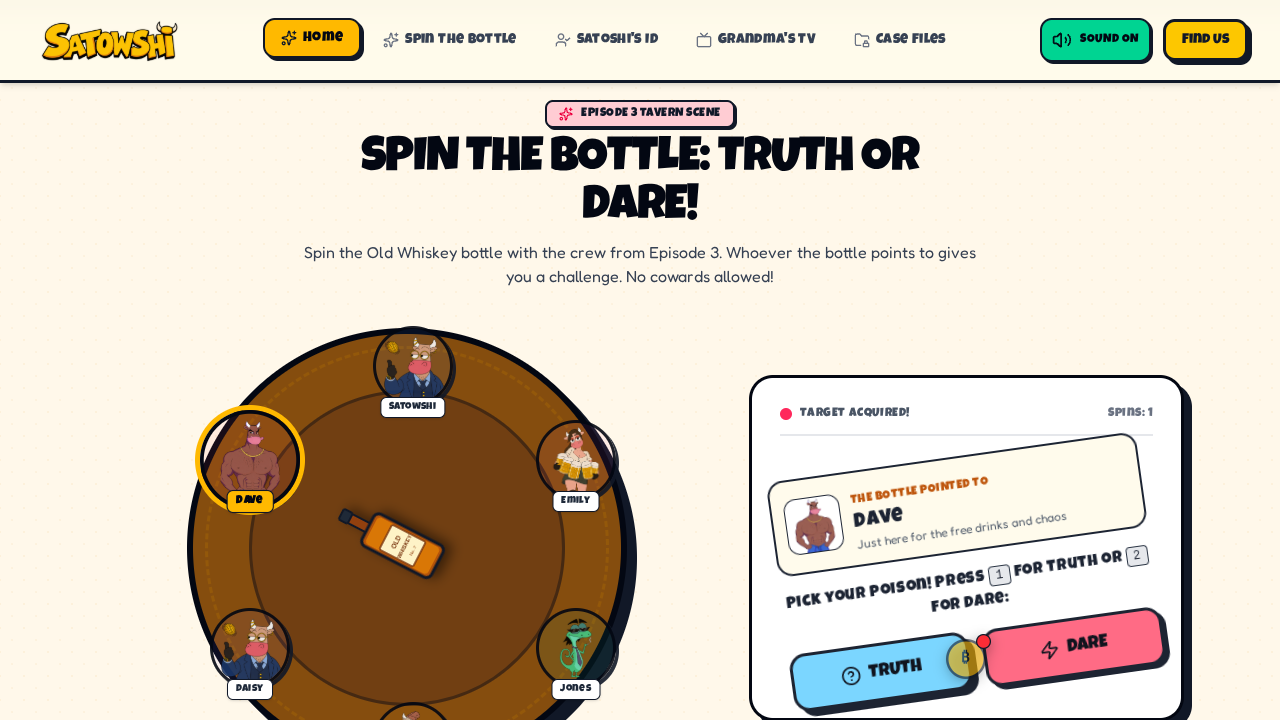 SATOWSHI
HOME
SPIN THE BOTTLE
SATOSHI'S ID
GRANDMA'S TV
CASE FILES
SOUND ON
FIND US
EPISODE 3 TAVERN SCENE
SPIN THE BOTTLE: TRUTH OR
DARE!
Spin the Old Whiskey bottle with the crew from Episode 3. Whoever the bottle points to gives
you a challenge. No cowards allowed!
SATOWSHI
DAVE
EMILY
OLD
WHISKEY
No. 7
DAISY
JONES
TARGET ACQUIRED!
SPINS: 1
THE BOTTLE POINTED TO
DAVE
Just here for the free drinks and chaos
PICK YOUR POISON! PRESS 1 FOR TRUTH OR 2
FOR DARE:
TRUTH
₿
DARE